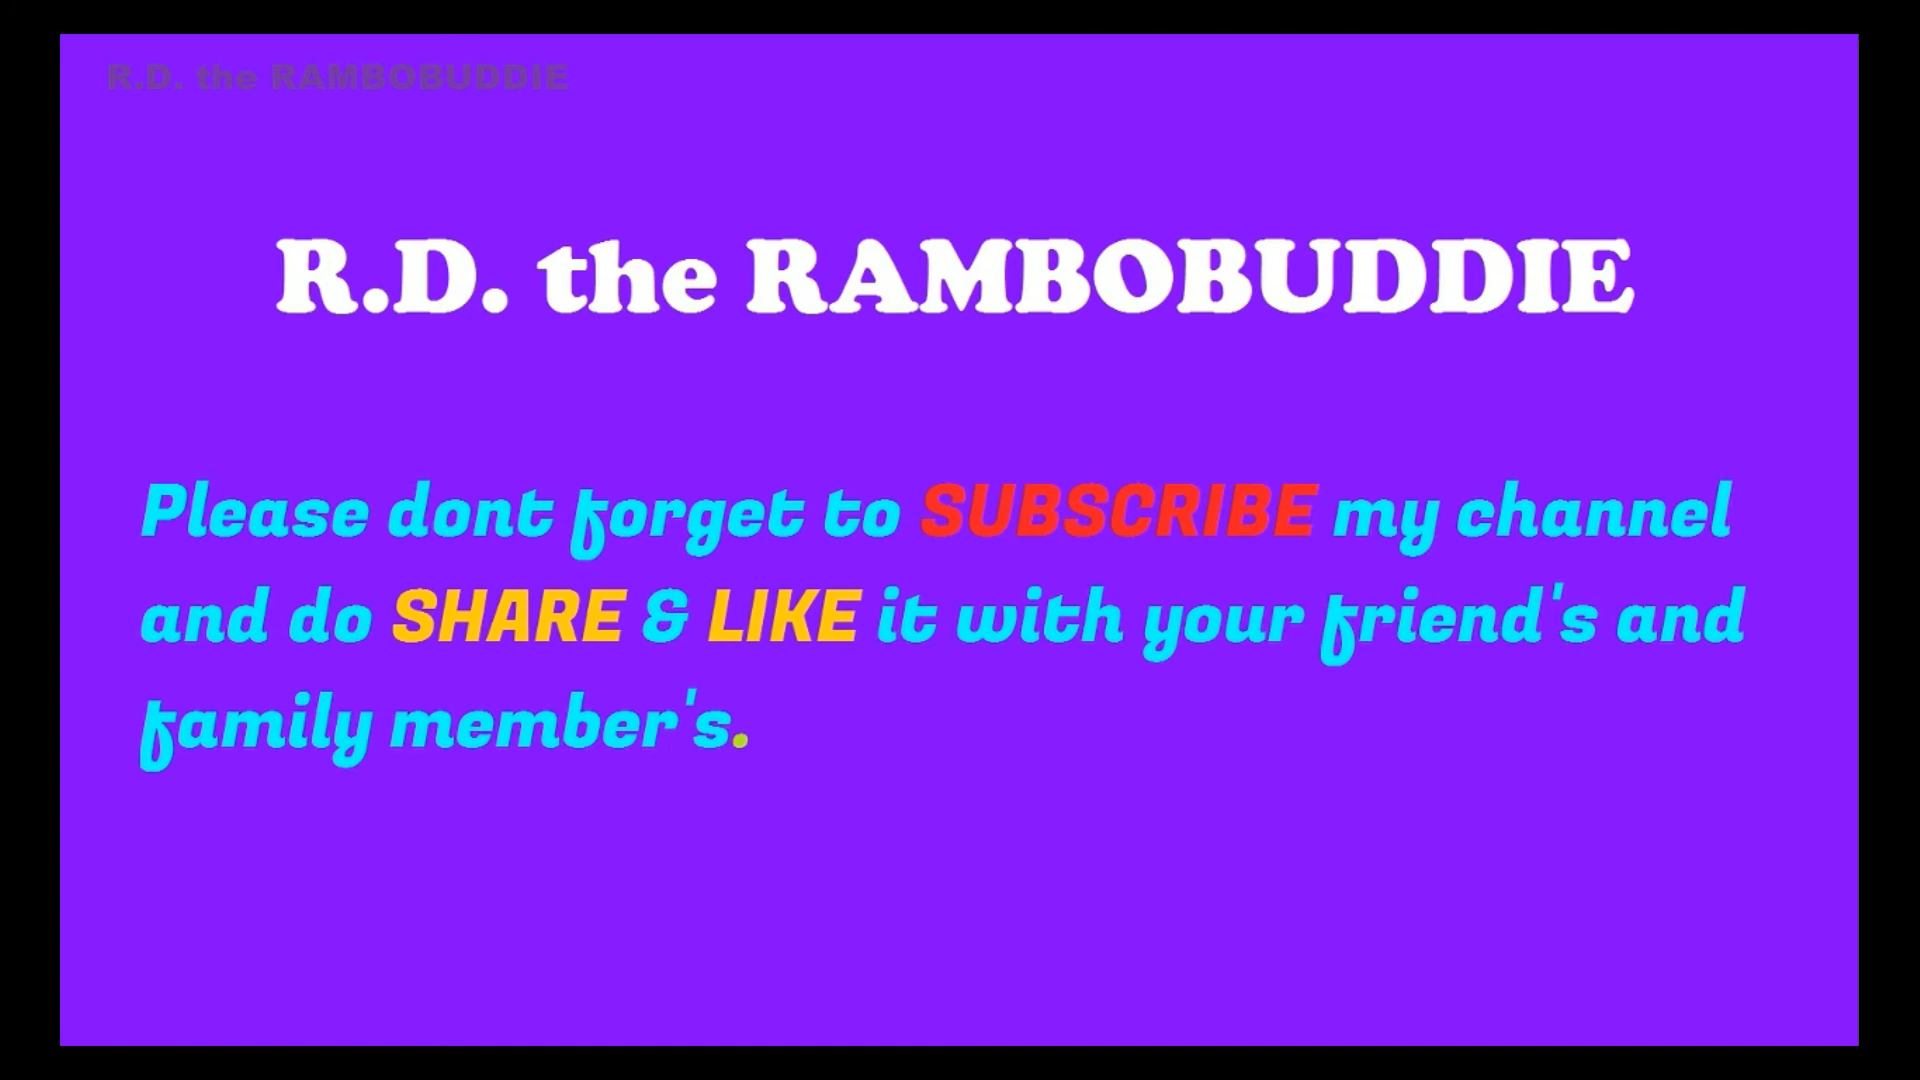 R.D. the RAMBOBUDDIE
R.D. the RAMBOBUDDIE
Please dont forget to SUBSCRIBE my channel
and do SHARE & LIKE it with your friend's and
family member's.